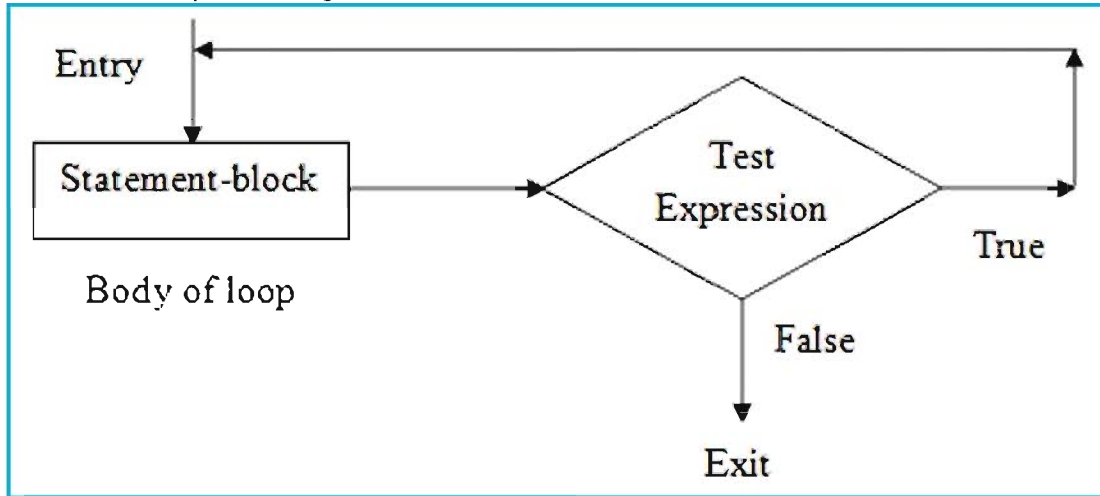 Entry
Statement-block
Body of loop
Test
Expression
True
False
Exit